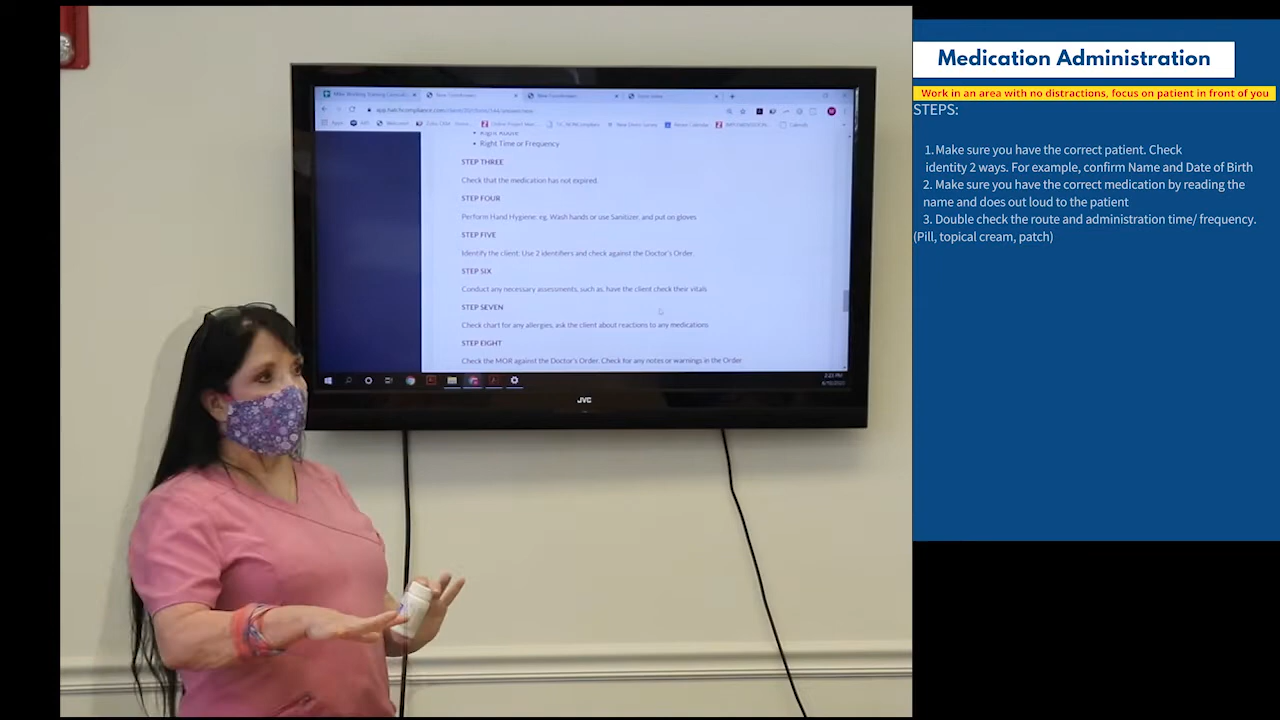 app.hatchcompliance.com
Right Route
• Right Time or Frequency
STEP THREE
Check that the medication has not expired.
STEP FOUR
Perform Hand Hygiene: eg. Wash hands or use Sanitizer, and put on gloves
STEP FIVE
Identify the client: Use 2 identifiers and check against the Doctor's Order.
STEP SIX
Conduct any necessary assessments, such as, have the client check their vitals
STEP SEVEN
Check chart for any allergies, ask the client about reactions to any medications
STEP EIGHT
Check the MOR against the Doctor's Order. Check for any notes or warnings in the Order
2:23 PM
JVC
Medication Administration
Work in an area with no distractions, focus on patient in front of you
STEPS:
1. Make sure you have the correct patient. Check
identity 2 ways. For example, confirm Name and Date of Birth
2. Make sure you have the correct medication by reading the
name and does out loud to the patient
3. Double check the route and administration time/ frequency.
(Pill, topical cream, patch)